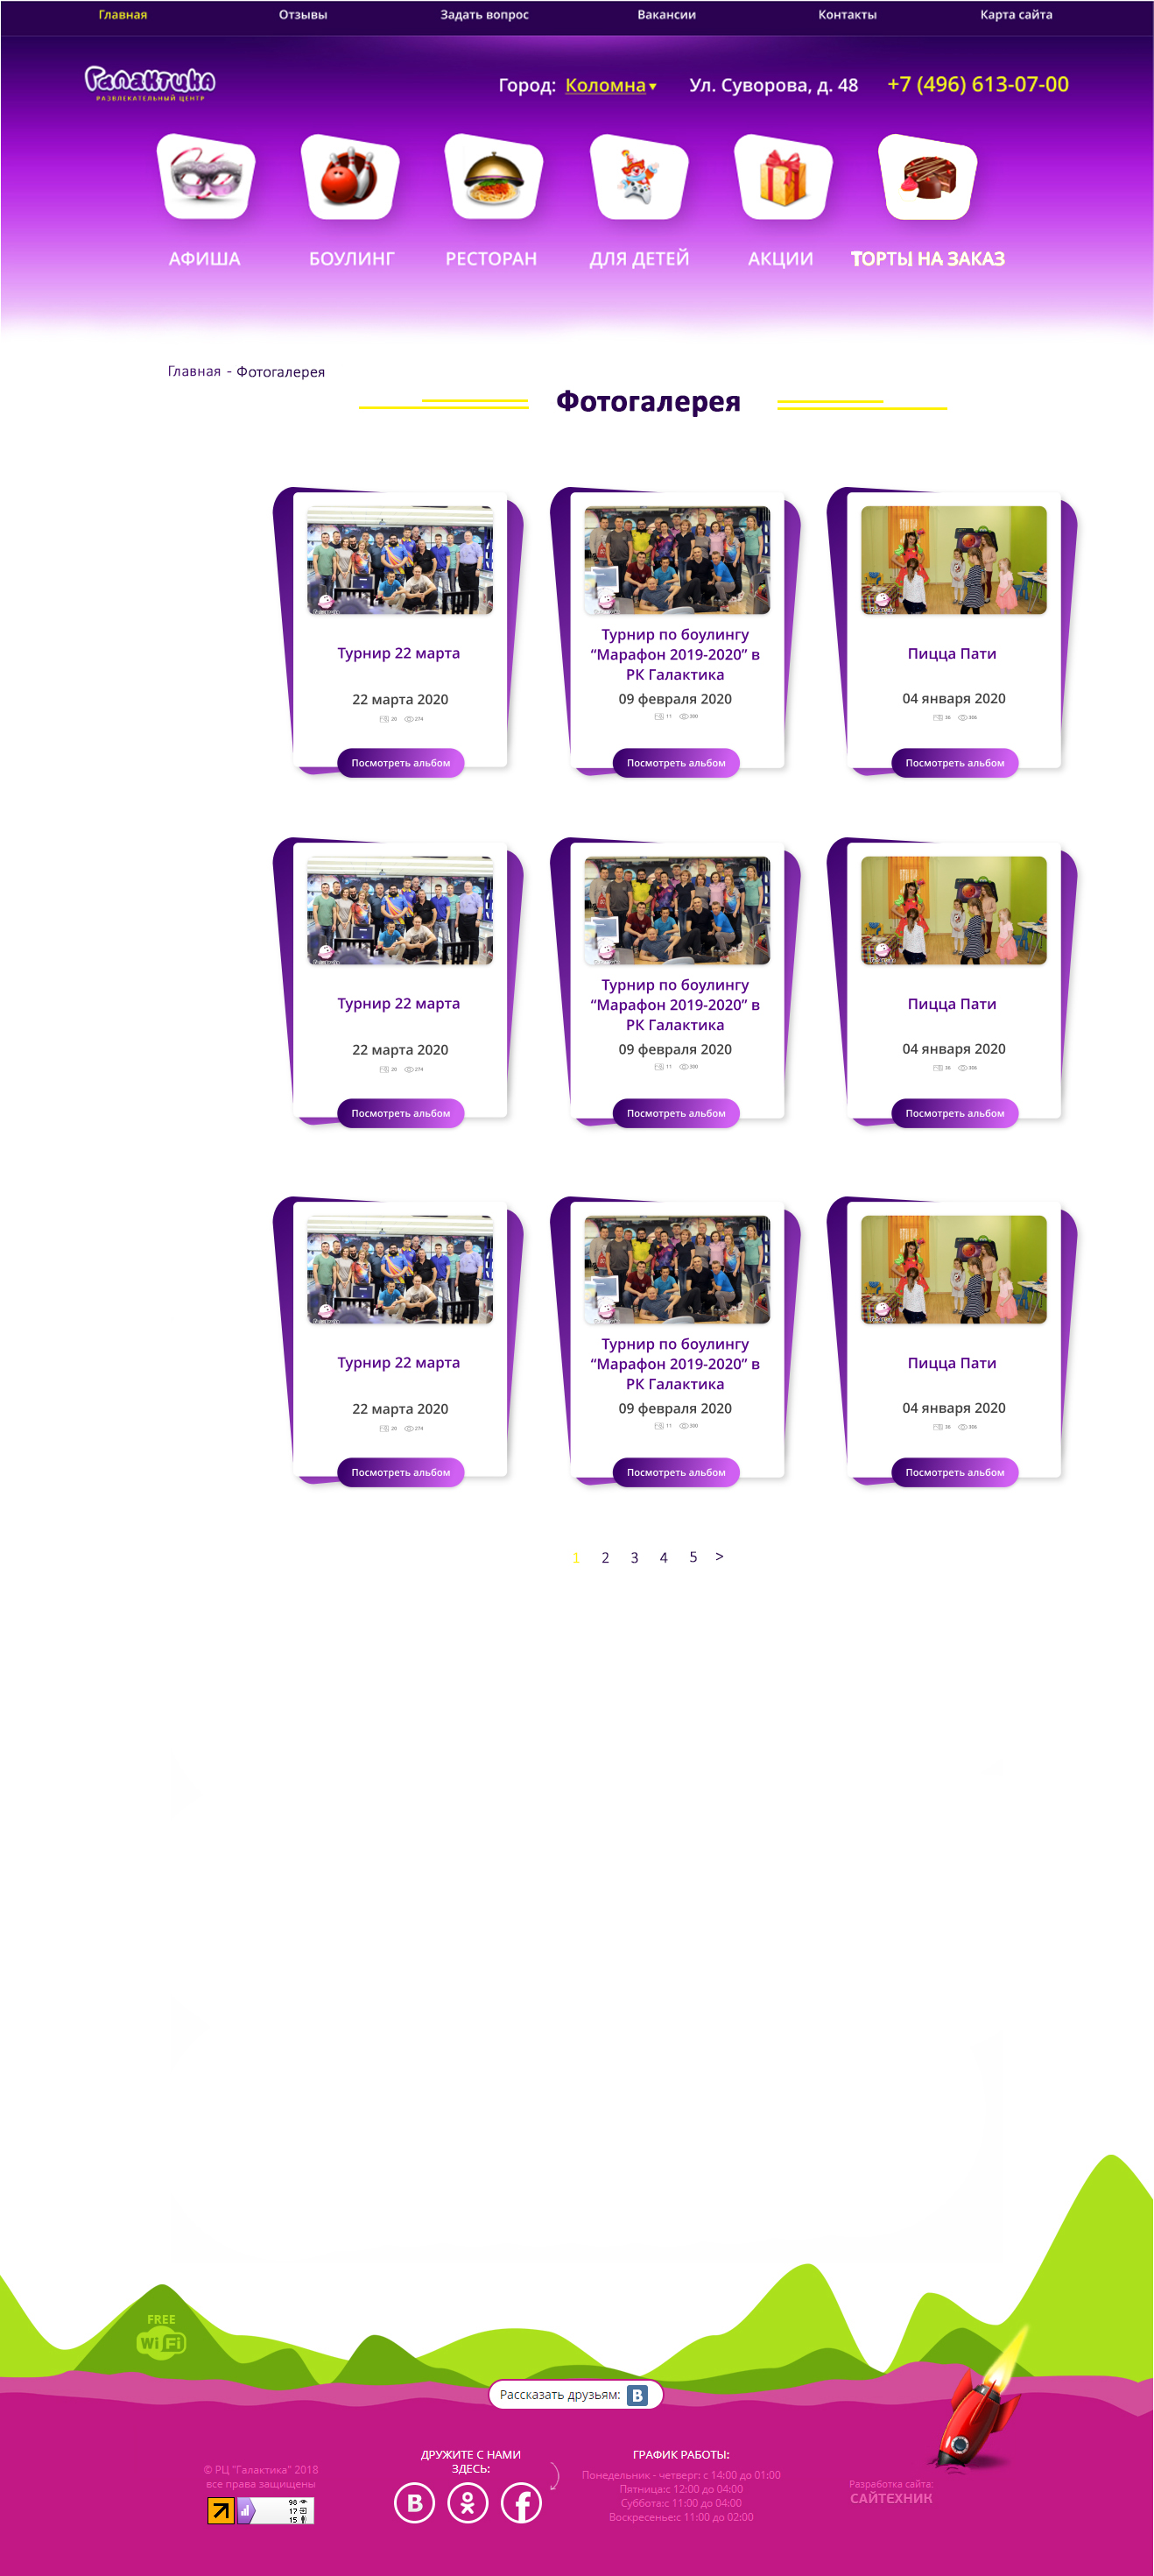 Главная Отзывы Задать вопрос Вакансии Контакты Карта сайта
Галактика
РАЗВЛЕКАТЕЛЬНЫЙ ЦЕНТР
Город: Коломна Ул. Суворова, д. 48 +7 (496) 613-07-00
АФИША БОУЛИНГ РЕСТОРАН ДЛЯ ДЕТЕЙ АКЦИИ ТОРТЫ НА ЗАКАЗ
Главная - Фотогалерея
Фотогалерея
Турнир 22 марта
22 марта 2020
20 274
Посмотреть альбом
Турнир по боулингу
“Марафон 2019-2020” в
РК Галактика
09 февраля 2020
11 390
Посмотреть альбом
Пицца Пати
04 января 2020
36 306
Посмотреть альбом
Турнир 22 марта
22 марта 2020
20 274
Посмотреть альбом
Турнир по боулингу
“Марафон 2019-2020” в
РК Галактика
09 февраля 2020
11 390
Посмотреть альбом
Пицца Пати
04 января 2020
36 306
Посмотреть альбом
Турнир 22 марта
22 марта 2020
20 274
Посмотреть альбом
Турнир по боулингу
“Марафон 2019-2020” в
РК Галактика
09 февраля 2020
11 390
Посмотреть альбом
Пицца Пати
04 января 2020
36 306
Посмотреть альбом
1 2 3 4 5 >
FREE
Wi Fi
Рассказать друзьям: В
© РЦ "Галактика" 2018
все права защищены
98
17
15
ДРУЖИТЕ С НАМИ
ЗДЕСЬ:
ГРАФИК РАБОТЫ:
Понедельник - четверг: с 14:00 до 01:00
Пятница:с 12:00 до 04:00
Суббота:с 11:00 до 04:00
Воскресенье:с 11:00 до 02:00
Разработка сайта:
САЙТЕХНИК